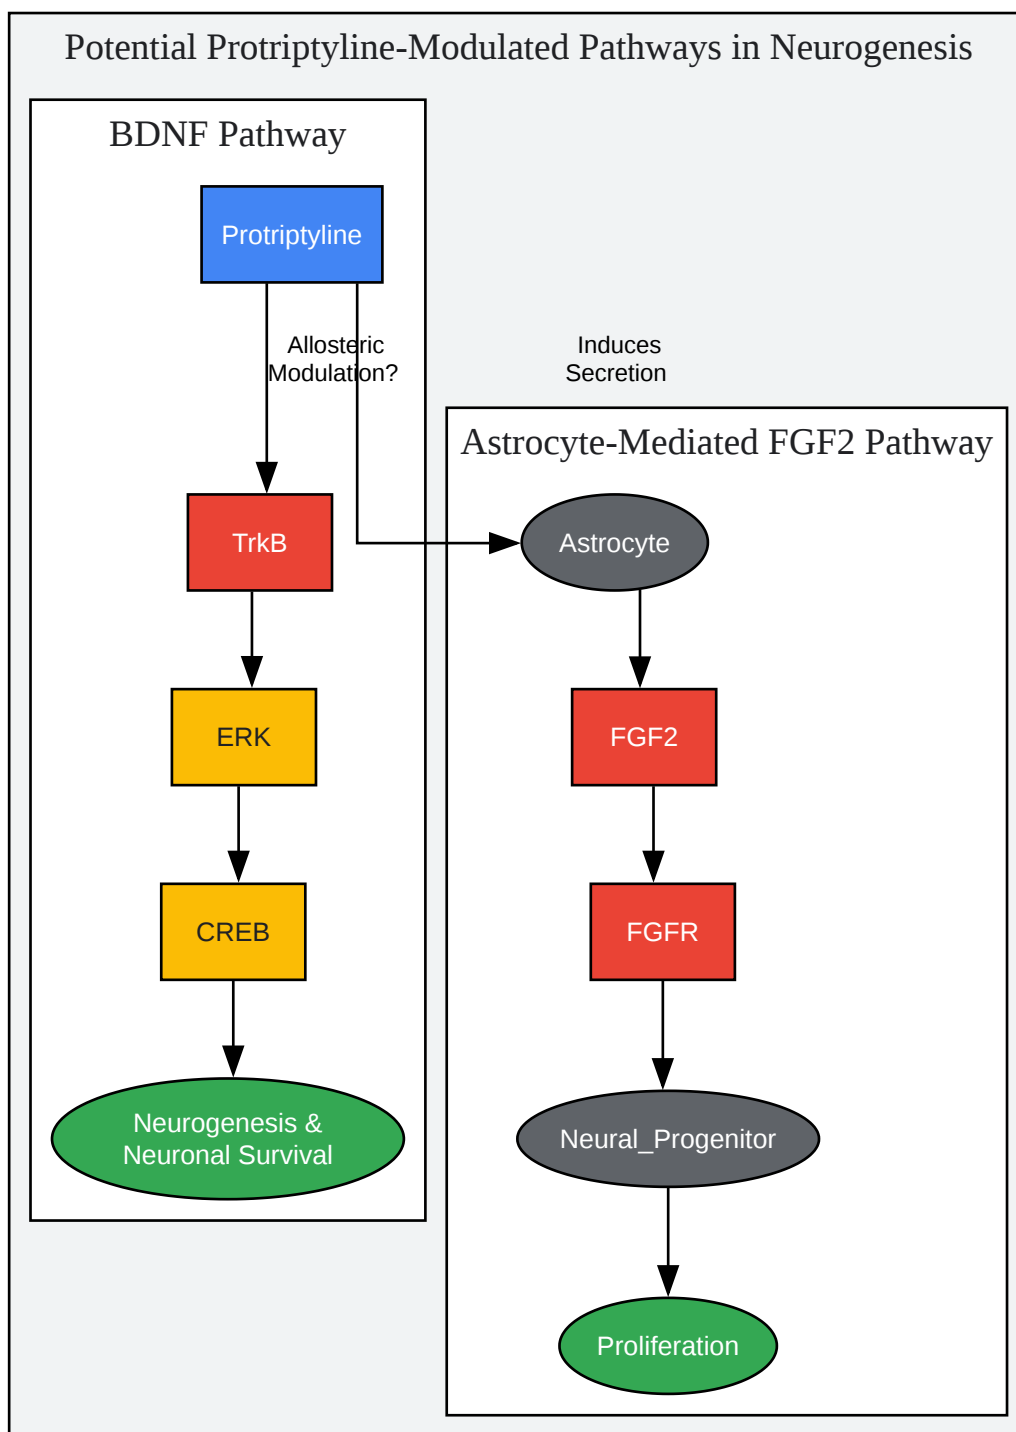 Potential Protriptyline-Modulated Pathways in Neurogenesis
BDNF Pathway
Protriptyline
Allosteric
Modulation?
Induces
Secretion
TrkB
ERK
CREB
Neurogenesis &
Neuronal Survival
Astrocyte-Mediated FGF2 Pathway
Astrocyte
FGF2
FGFR
Neural_Progenitor
Proliferation